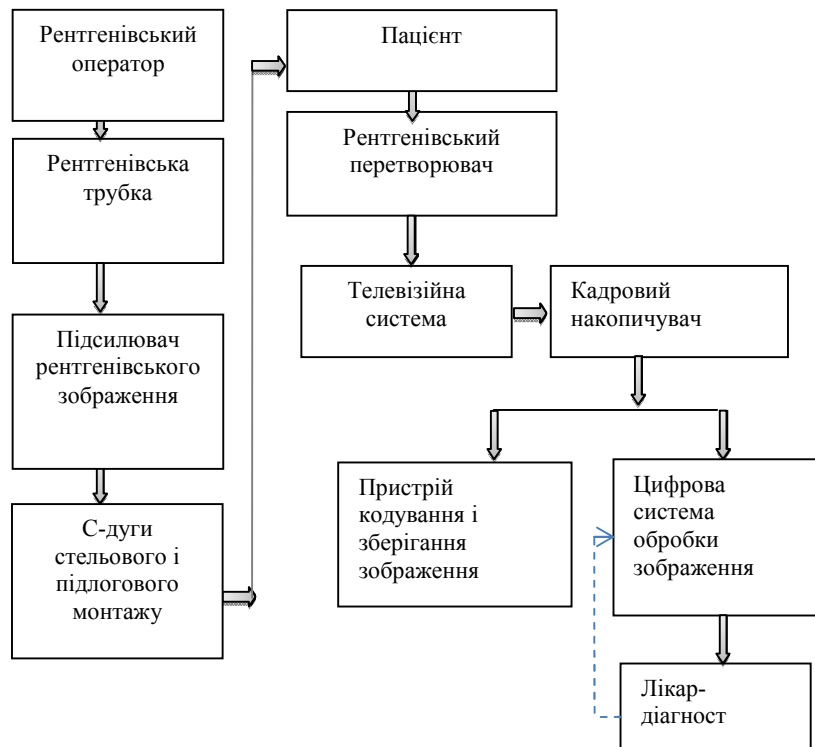 Рентгенівський
оператор
Рентгенівська
трубка
Підсилювач
рентгенівського
зображення
С-дуги
стельового і
підлогового
монтажу
Пацієнт
Рентгенівський
перетворювач
Телевізійна
система
Кадровий
накопичувач
Пристрій
кодування і
зберігання
зображення
Цифрова
система
обробки
зображення
Лікар-
діагност